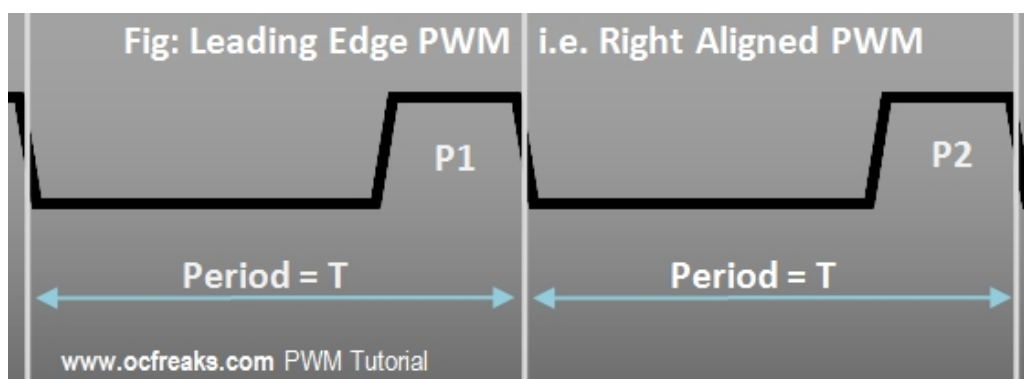 Fig: Leading Edge PWM i.e. Right Aligned PWM
P1
P2
Period = T
Period = T
www.ocfreaks.com PWM Tutorial